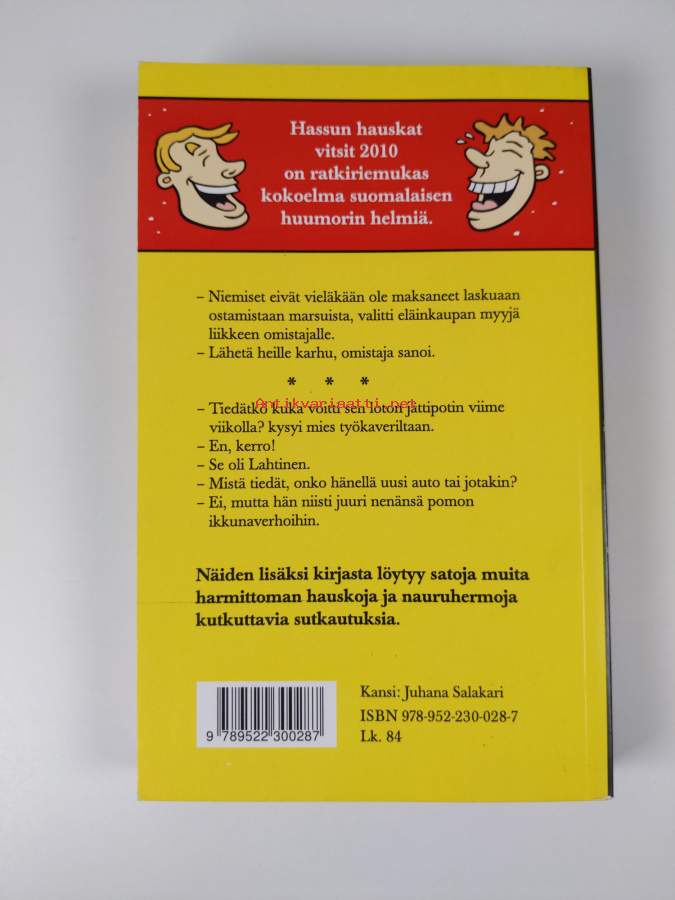 Hassun hauskat
vitsit 2010
on ratkiriemukas
kokoelma suomalaisen
huumorin helmiä.
– Niemiset eivät vieläkään ole maksaneet laskuaan
ostamistaan marsuista, valitti eläinkaupan myyjä
liikkeen omistajalle.
– Lähetä heille karhu, omistaja sanoi.
* * *
Antikvariaatti.net
– Tiedätkö kuka voitti sen loton jättipotin viime
viikolla? kysyi mies työkaveriltaan.
– En, kerro!
– Se oli Lahtinen.
– Mistä tiedät, onko hänellä uusi auto tai jotakin?
– Ei, mutta hän niisti juuri nenänsä pomon
ikkunaverhoihin.
Näiden lisäksi kirjasta löytyy satoja muita
harmittoman hauskoja ja nauruhermoja
kutkuttavia sutkautuksia.
Kansi: Juhana Salakari
ISBN 978-952-230-028-7
Lk. 84
9 789522 300287